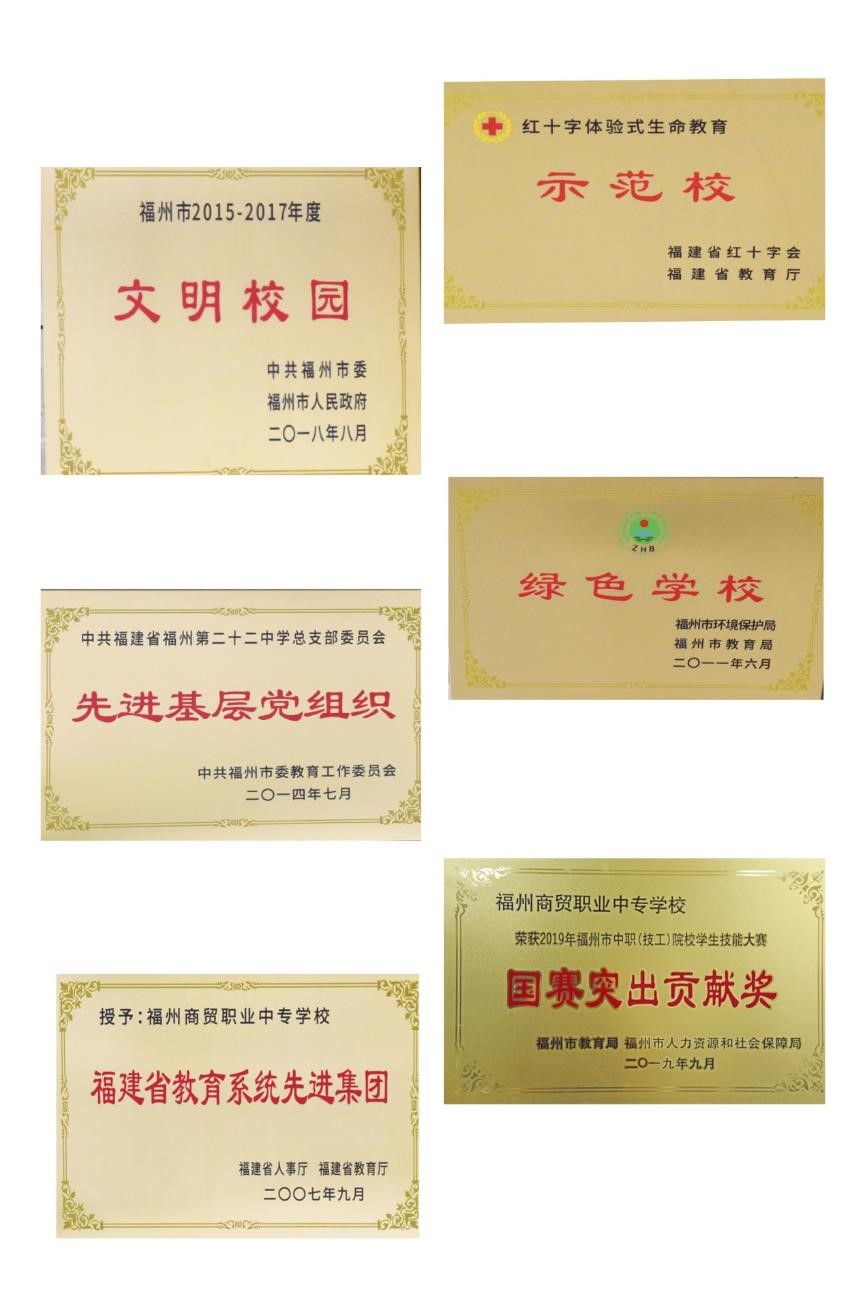 福州市2015-2017年度
文明校园
中共福州市委
福州市人民政府
二〇一八年八月
红十字体验式生命教育
示范校
福建省红十字会
福建省教育厅
中共福建省福州第二十二中学总支部委员会
先进基层党组织
中共福州市委教育工作委员会
二〇一四年七月
ZHB
绿色学校
福州市环境保护局
福州市教育局
二〇一一年六月
授予:福州商贸职业中专学校
福建省教育系统先进集团
福建省人事厅 福建省教育厅
二〇〇七年九月
福州商贸职业中专学校
荣获2019年福州市中职(技工)院校学生技能大赛
国赛突出贡献奖
福州市教育局 福州市人力资源和社会保障局
二〇一九年九月